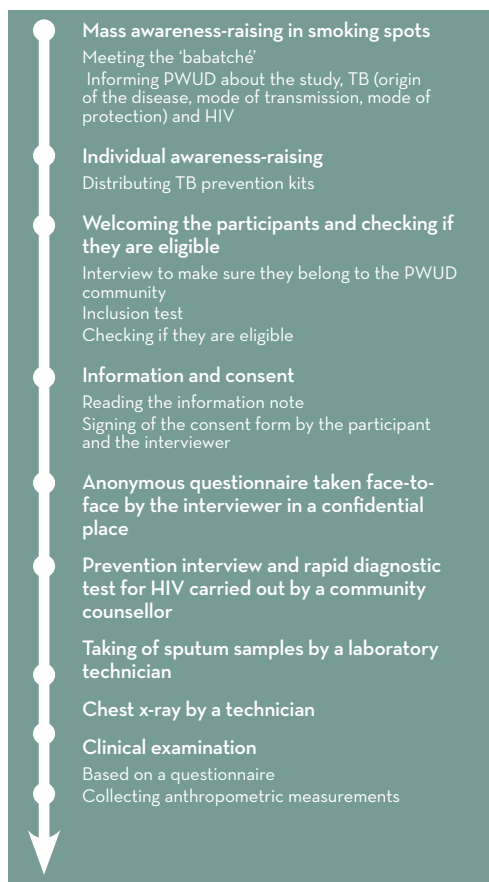 Mass awareness-raising in smoking spots
Meeting the ‘babatché’
Informing PWUD about the study, TB (origin
of the disease, mode of transmission, mode of
protection) and HIV
Individual awareness-raising
Distributing TB prevention kits
Welcoming the participants and checking if
they are eligible
Interview to make sure they belong to the PWUD
community
Inclusion test
Checking if they are eligible
Information and consent
Reading the information note
Signing of the consent form by the participant
and the interviewer
Anonymous questionnaire taken face-to-
face by the interviewer in a confidential
place
Prevention interview and rapid diagnostic
test for HIV carried out by a community
counsellor
Taking of sputum samples by a laboratory
technician
Chest x-ray by a technician
Clinical examination
Based on a questionnaire
Collecting anthropometric measurements